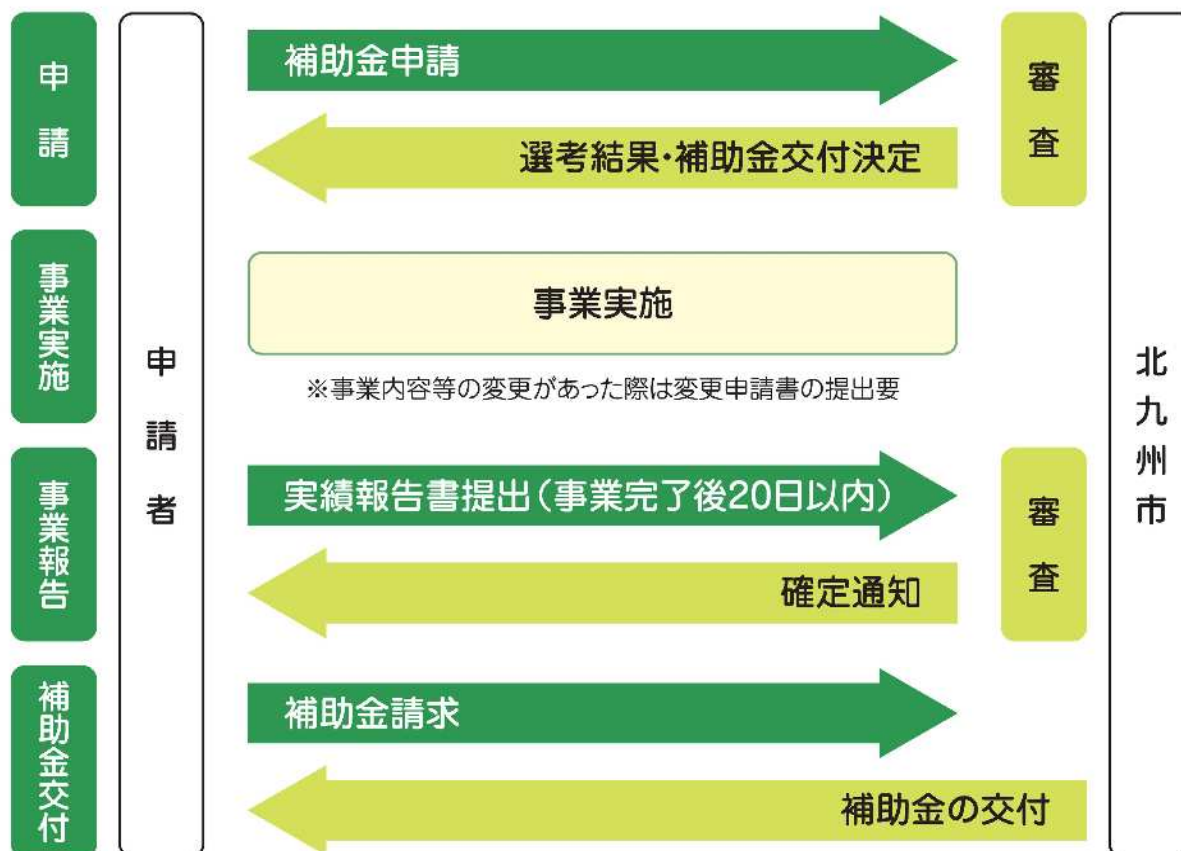 申請
申請者
補助金申請
審査
選考結果・補助金交付決定
北九州市
事業実施
事業実施
※事業内容等の変更があった際は変更申請書の提出要
事業報告
実績報告書提出(事業完了後20日以内)
審査
確定通知
補助金交付
補助金請求
補助金の交付